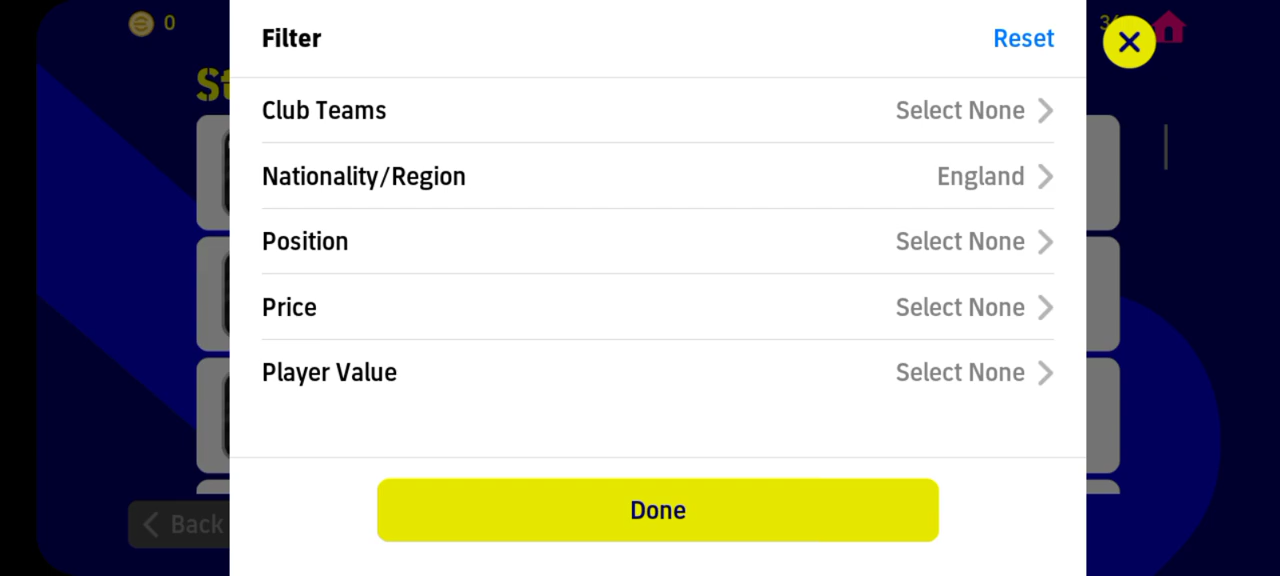 0
Filter
Reset
St
Club Teams
Select None
Nationality/Region
England
Position
Select None
Price
Select None
Player Value
Select None
Back
Done